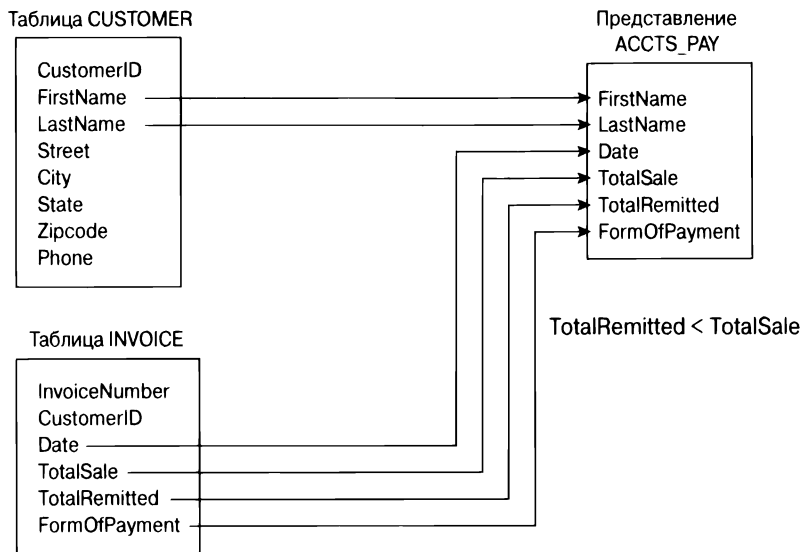 Таблица CUSTOMER
CustomerID
FirstName
LastName
Street
City
State
Zipcode
Phone
Представление
ACCTS_PAY
FirstName
LastName
Date
TotalSale
TotalRemitted
FormOfPayment
TotalRemitted < TotalSale
Таблица INVOICE
InvoiceNumber
CustomerID
Date
TotalSale
TotalRemitted
FormOfPayment